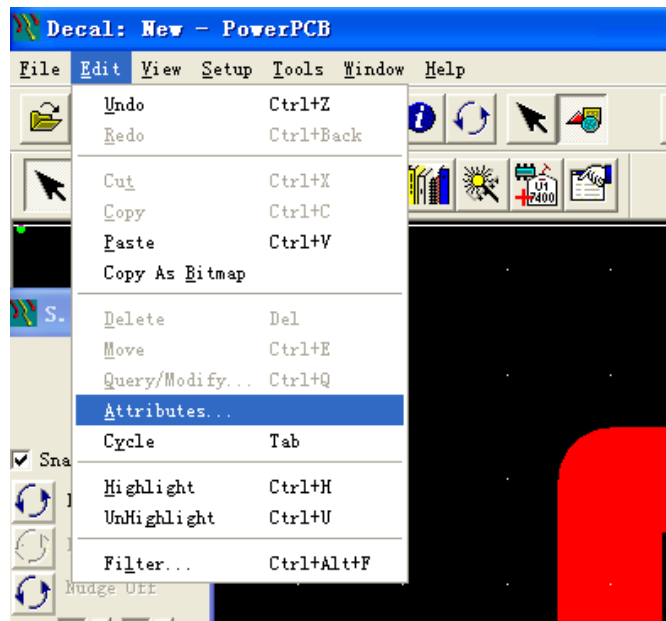 Decal: New - PowerPCB
File Edit View Setup Tools Window Help
Undo Ctrl+Z
Redo Ctrl+Back
Cut Ctrl+X
Copy Ctrl+C
Paste Ctrl+V
Copy As Bitmap
S.
Delete Del
Move Ctrl+E
Query/Modify... Ctrl+Q
Attributes...
Cycle Tab
Sna
Highlight Ctrl+H
UnHighlight Ctrl+U
Filter... Ctrl+Alt+F
Nudge Off
U1
7400